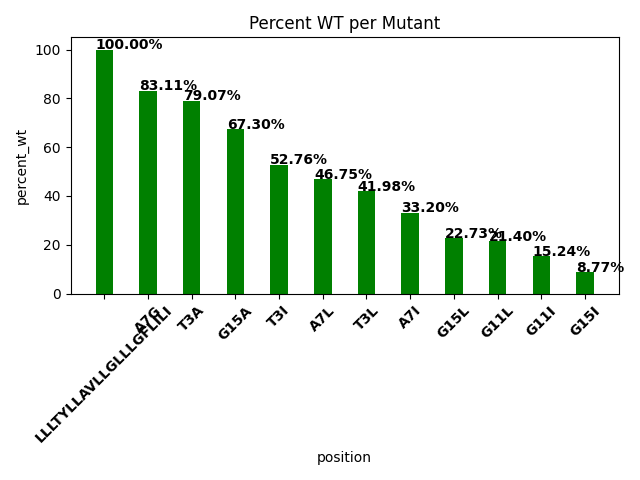 Percent WT per Mutant
100.00%
83.11%
79.07%
67.30%
52.76%
46.75%
41.98%
33.20%
22.73%
21.40%
15.24%
8.77%
100
80
60
40
20
0
percent_wt
LLLTYLLAVLLGLLLGFLILI
A7G
T3A
G15A
T3I
A7L
T3L
A7I
G15L
G11L
G11I
G15I
position